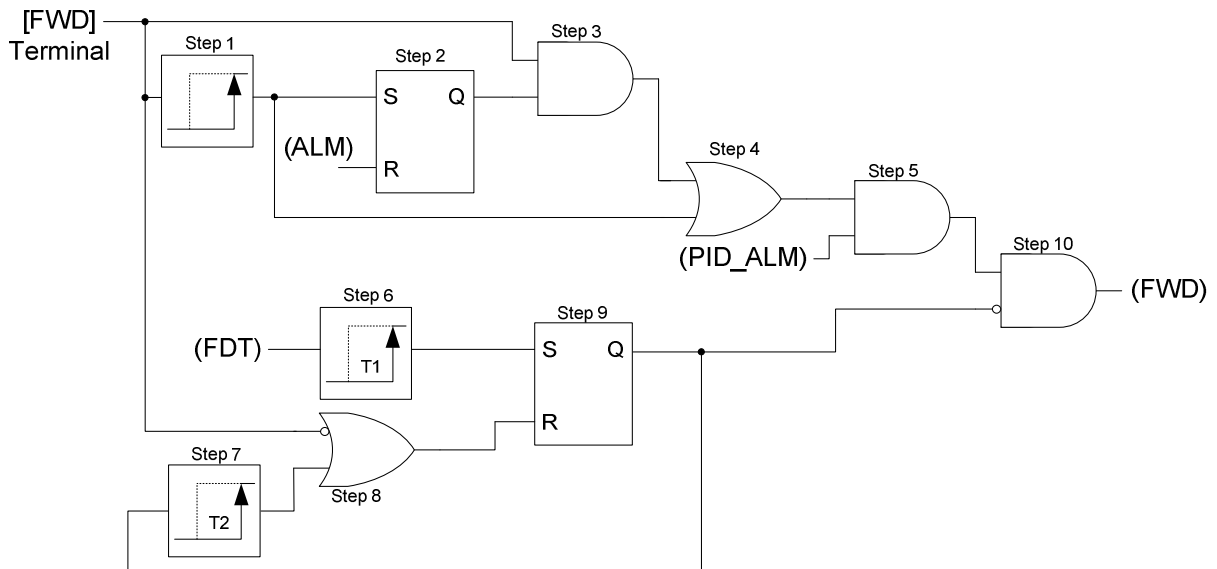 [FWD]
Terminal
Step 1
Step 2
S
Q
(ALM)
R
Step 3
Step 4
Step 5
(PID_ALM)
Step 10
(FWD)
Step 6
(FDT)
T1
Step 9
S
Q
R
Step 7
T2
Step 8